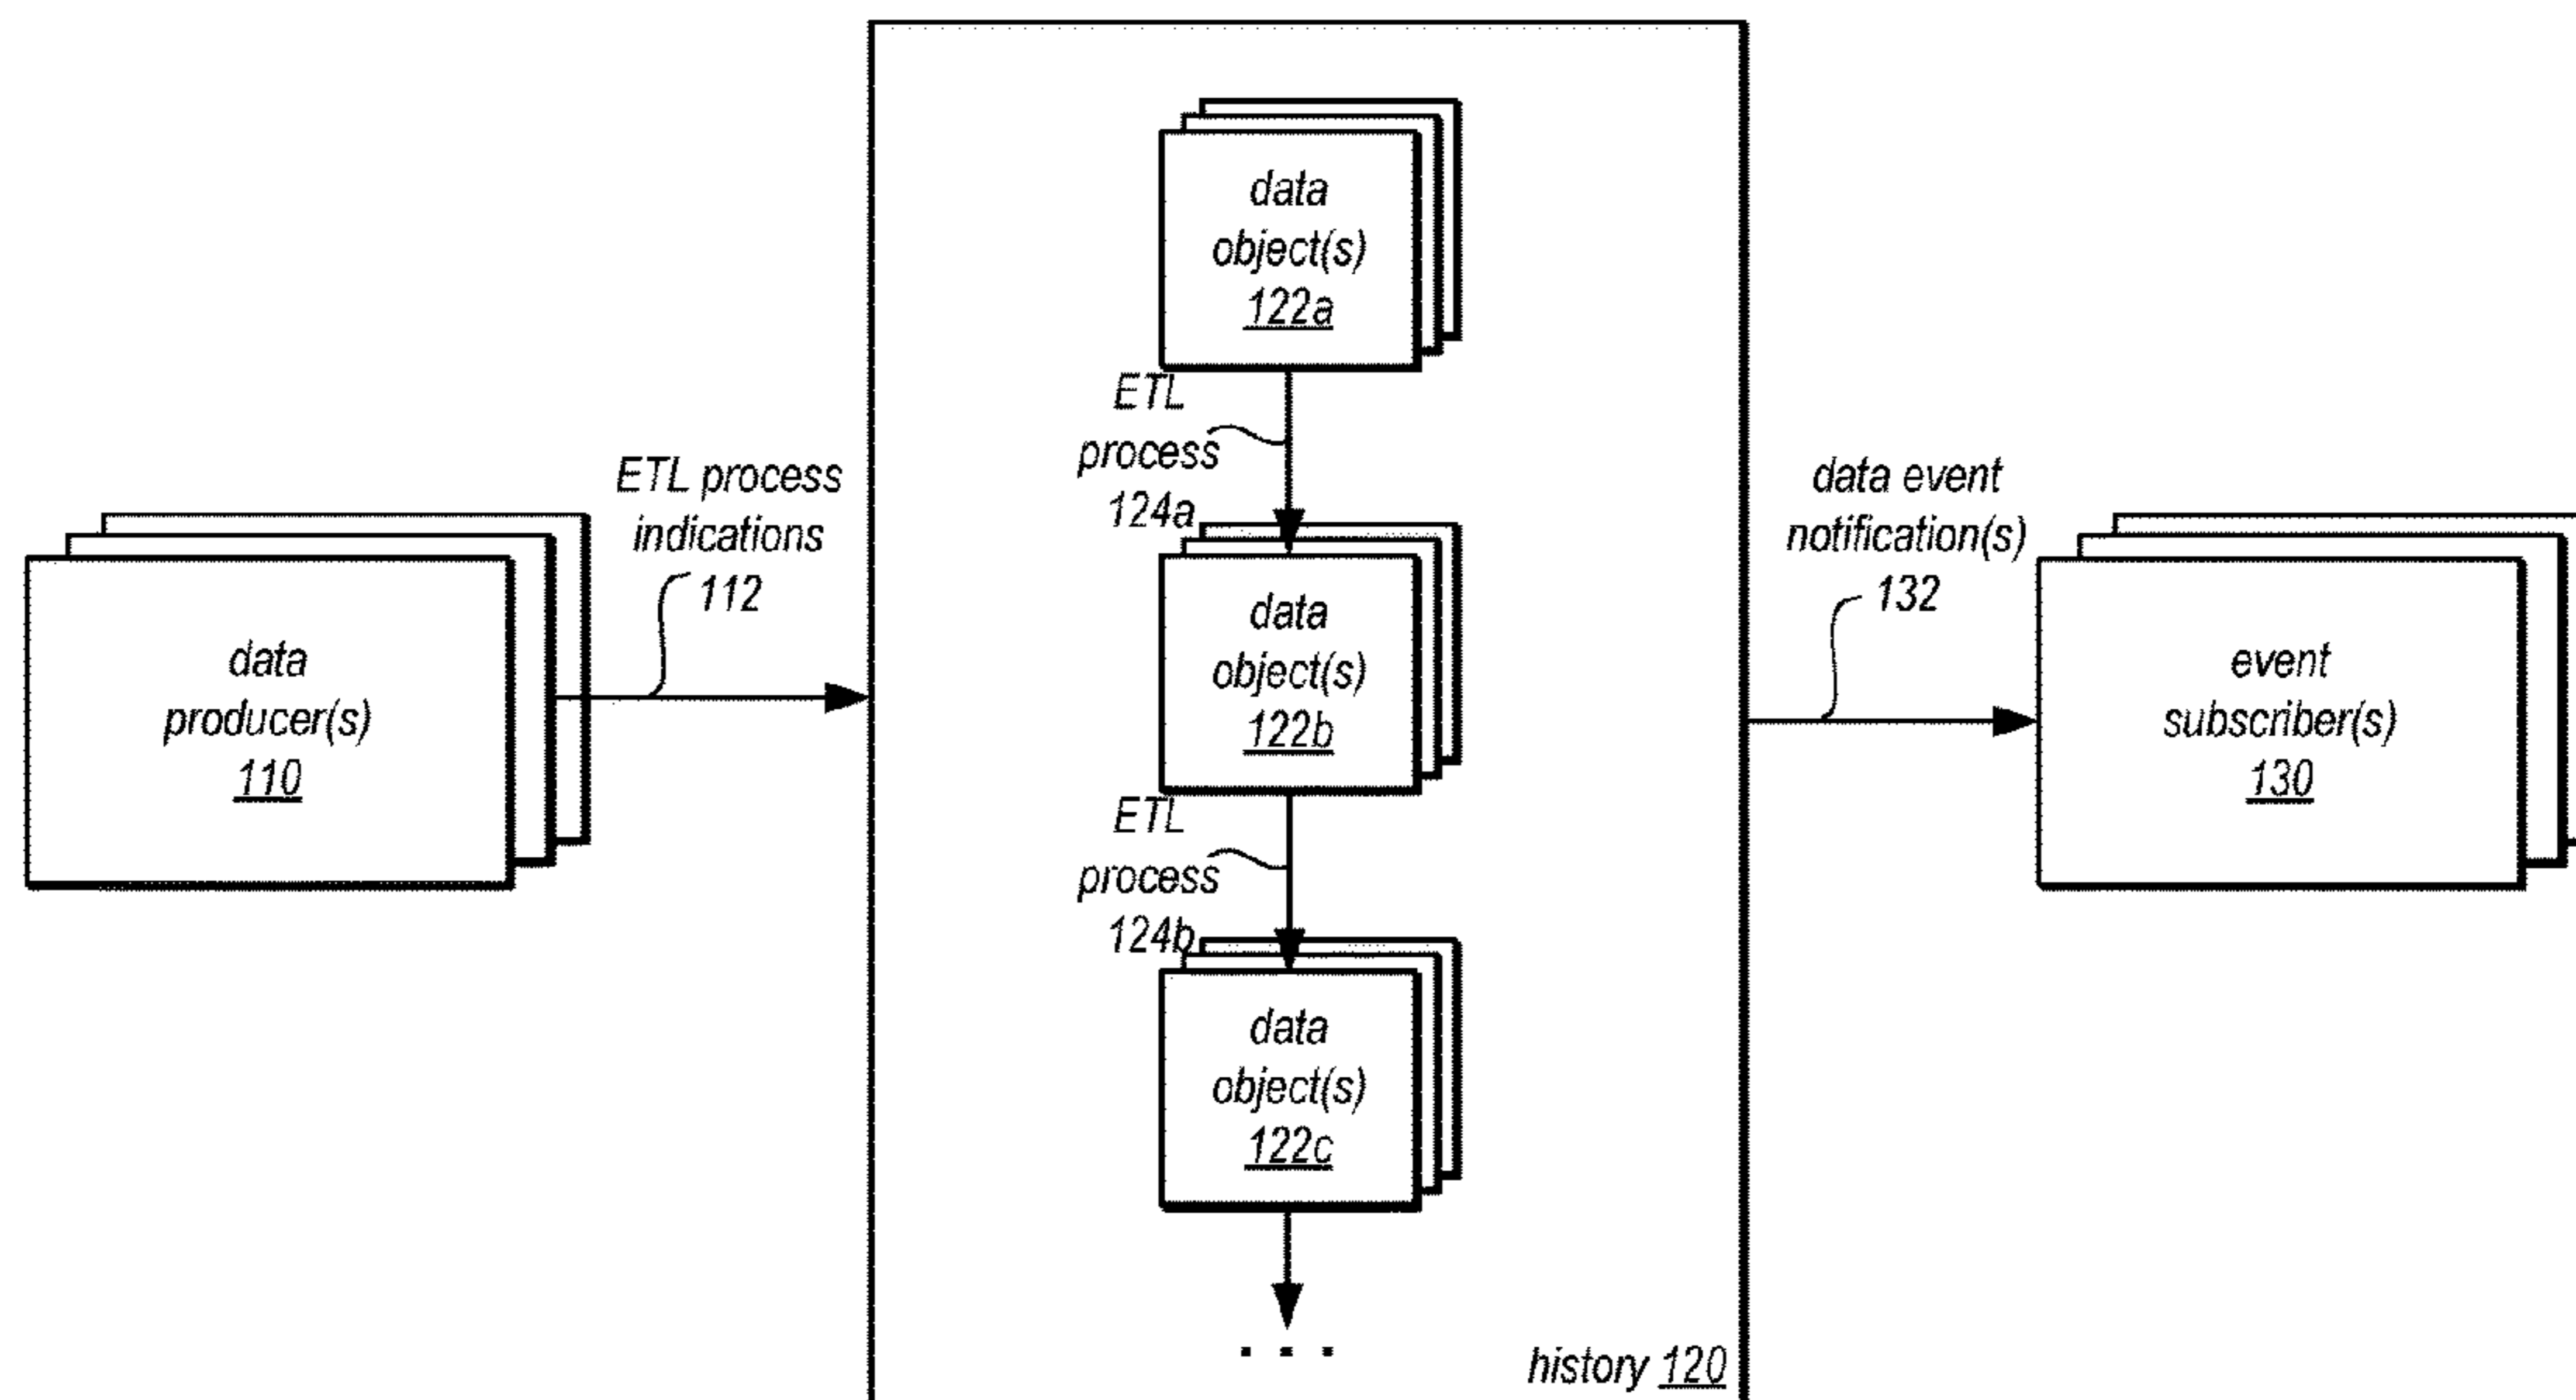 data
object(s)
122a
ETL
process
124a
ETL process
indications
112
data event
notification(s)
132
data
producer(s)
110
data
object(s)
122b
event
subscriber(s)
130
ETL
process
124b
data
object(s)
122c
. . .
history 120